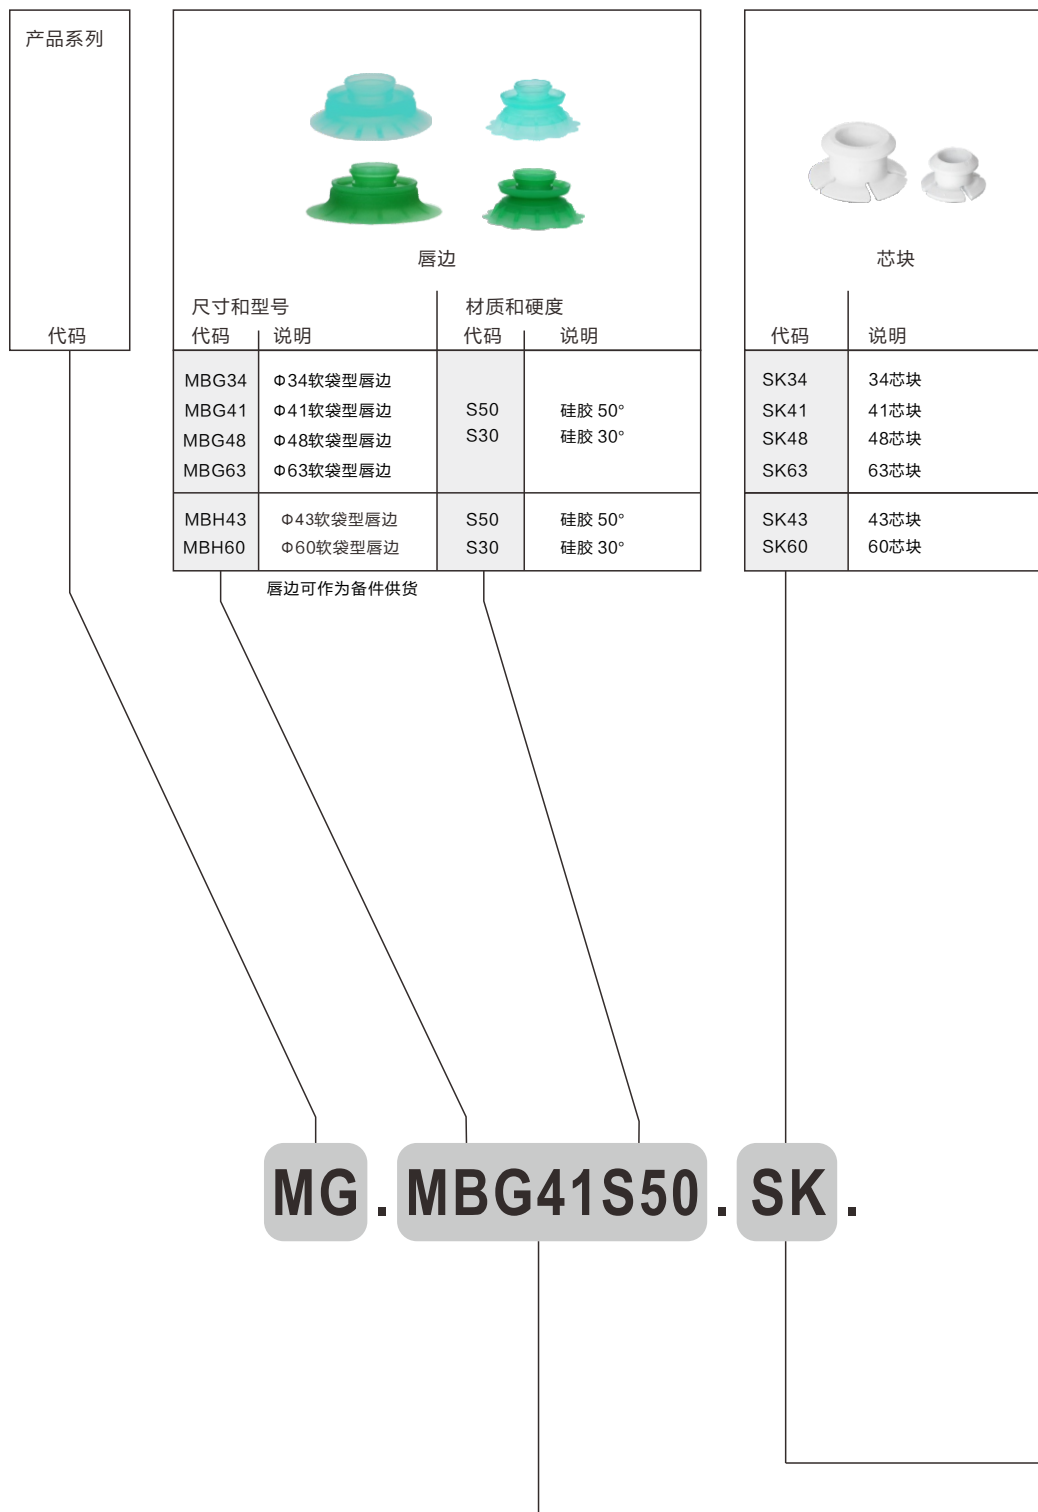 产品系列
代码
唇边
尺寸和型号 材质和硬度
代码 说明 代码 说明
MBG34 Φ34软袋型唇边
MBG41 Φ41软袋型唇边 S50 硅胶 50°
MBG48 Φ48软袋型唇边 S30 硅胶 30°
MBG63 Φ63软袋型唇边
MBH43 Φ43软袋型唇边 S50 硅胶 50°
MBH60 Φ60软袋型唇边 S30 硅胶 30°
唇边可作为备件供货
芯块
代码 说明
SK34 34芯块
SK41 41芯块
SK48 48芯块
SK63 63芯块
SK43 43芯块
SK60 60芯块
MG . MBG41S50 . SK .